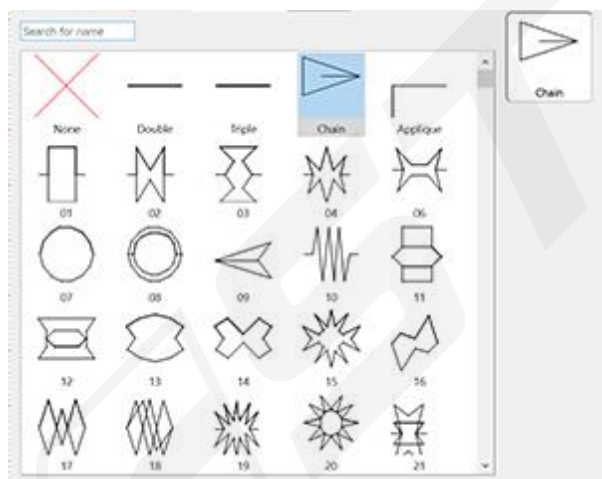 Search for name
None Double Triple Chain Applique
01 02 03 04 06
07 08 09 10 11
12 13 14 15 16
17 18 19 20 21
Chain